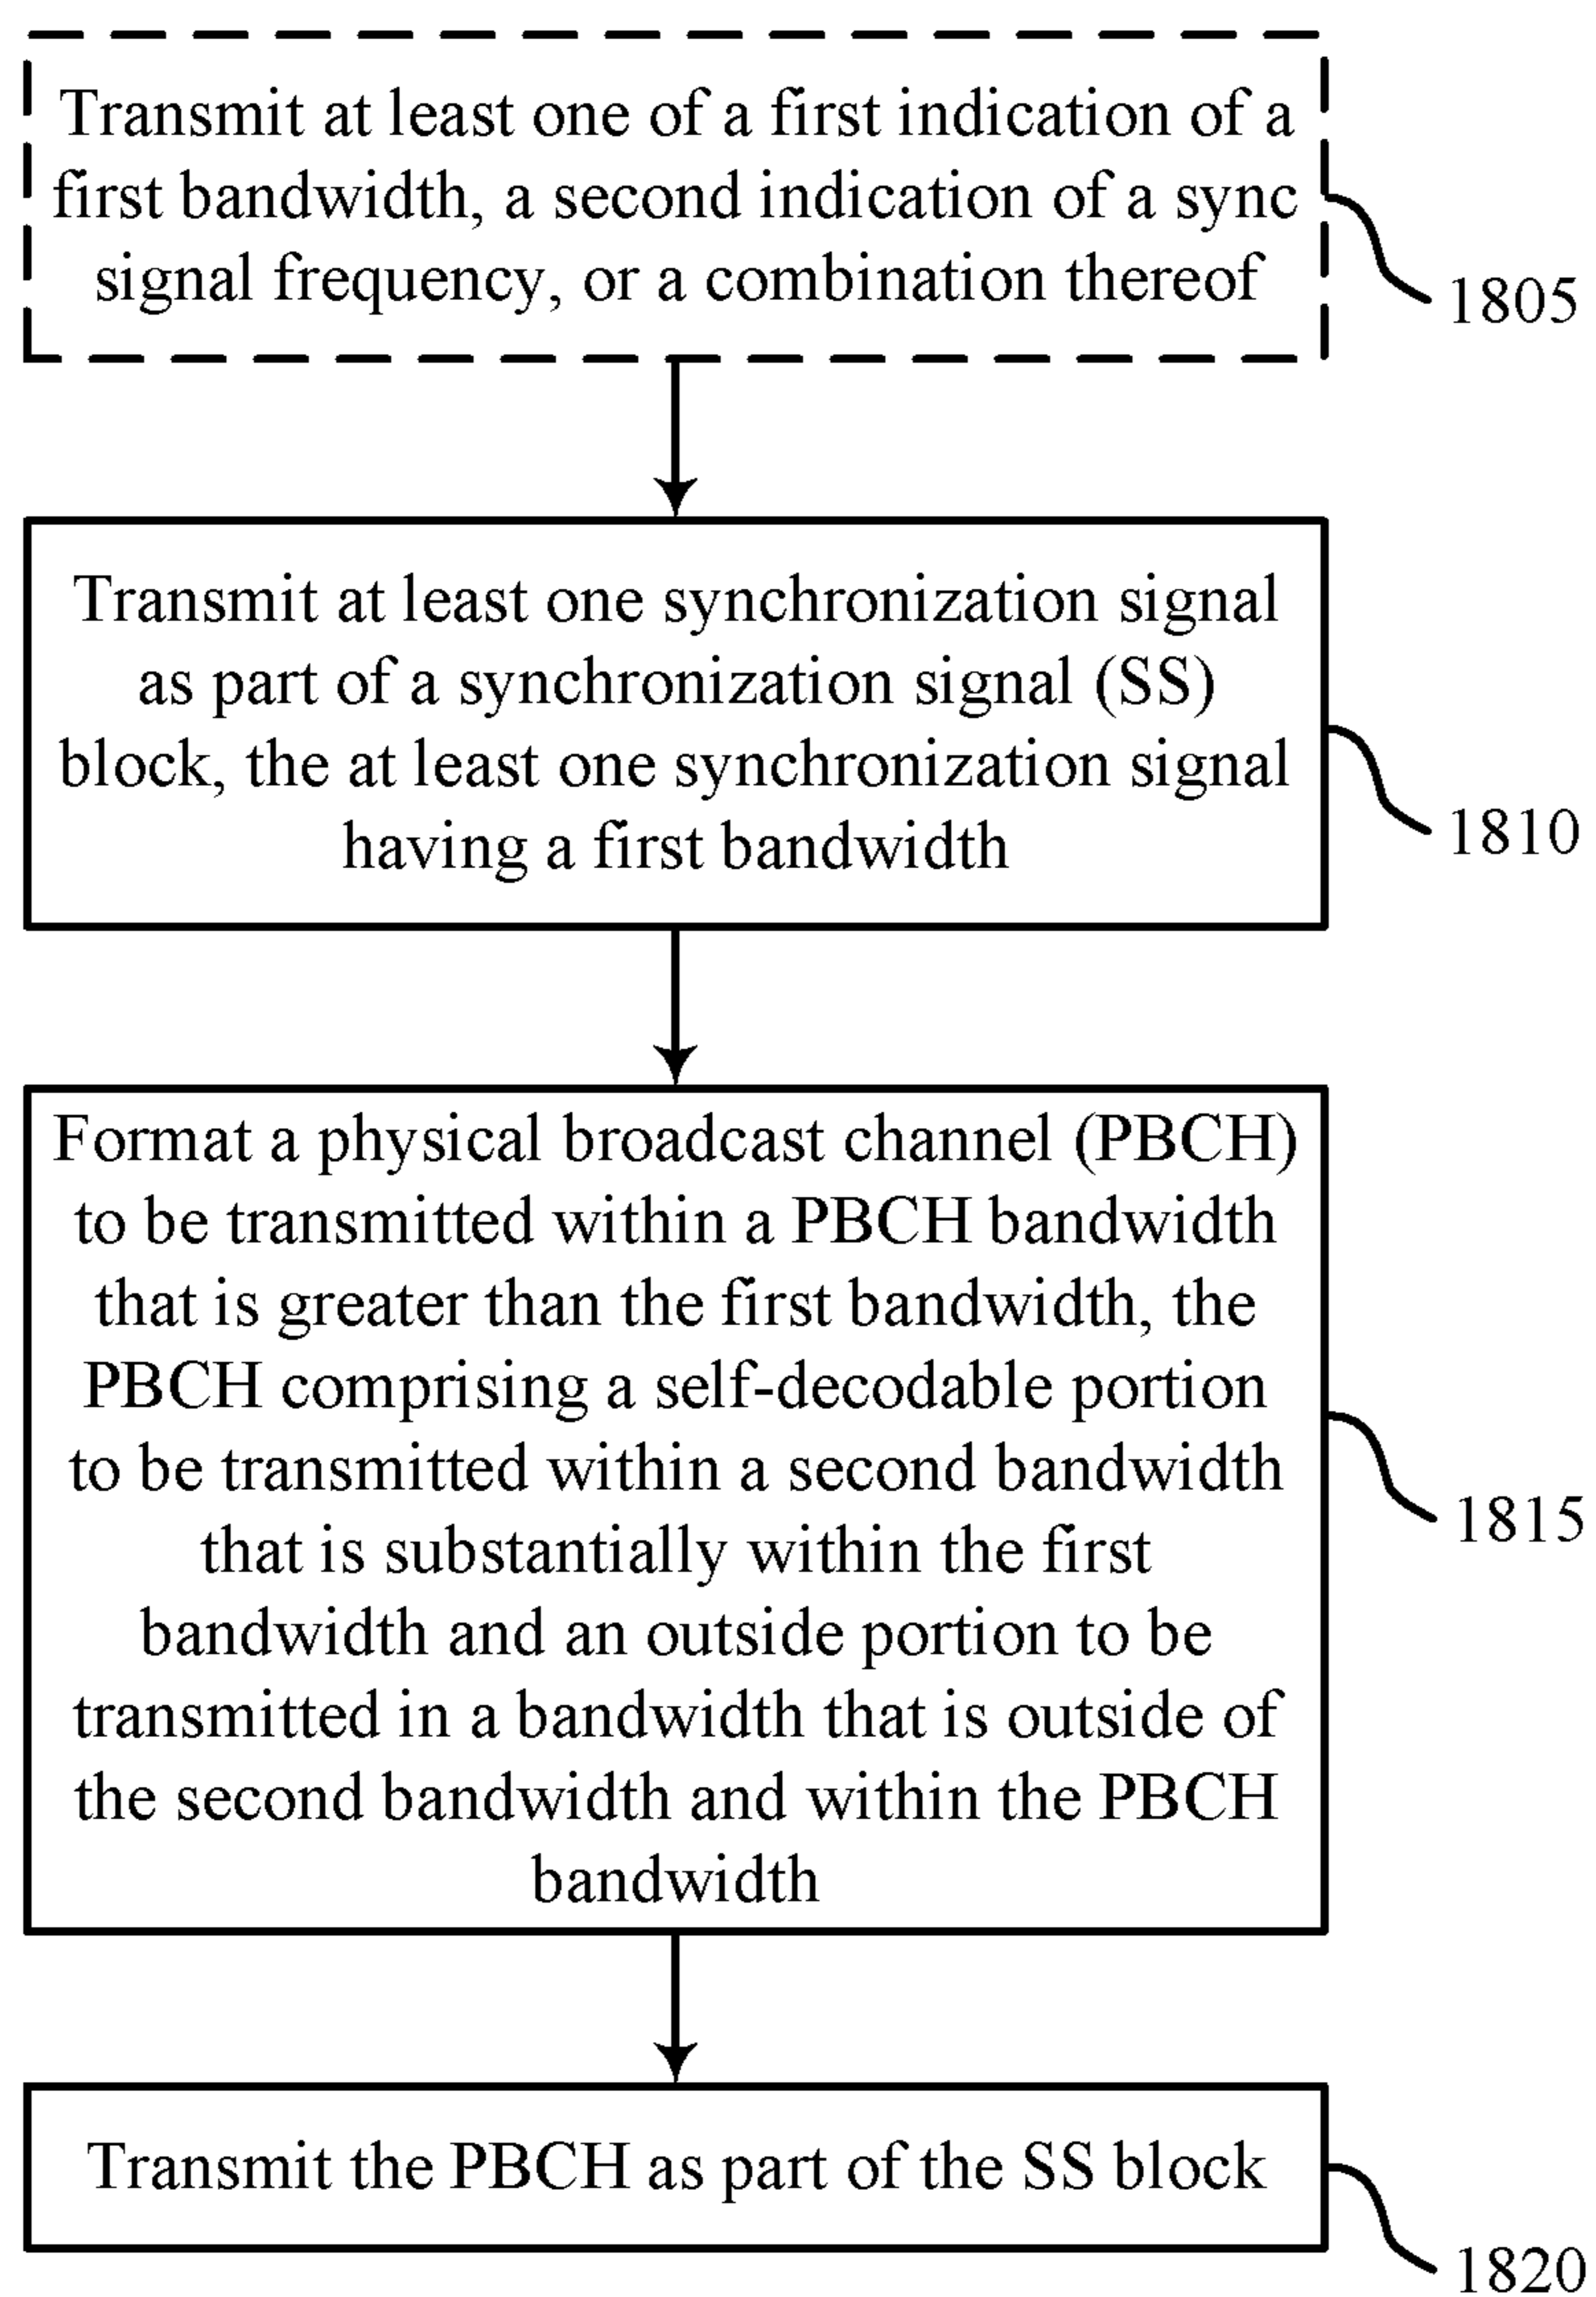 Transmit at least one of a first indication of a
first bandwidth, a second indication of a sync
signal frequency, or a combination thereof
1805
Transmit at least one synchronization signal
as part of a synchronization signal (SS)
block, the at least one synchronization signal
having a first bandwidth
1810
Format a physical broadcast channel (PBCH)
to be transmitted within a PBCH bandwidth
that is greater than the first bandwidth, the
PBCH comprising a self-decodable portion
to be transmitted within a second bandwidth
that is substantially within the first
bandwidth and an outside portion to be
transmitted in a bandwidth that is outside of
the second bandwidth and within the PBCH
bandwidth
1815
Transmit the PBCH as part of the SS block
1820